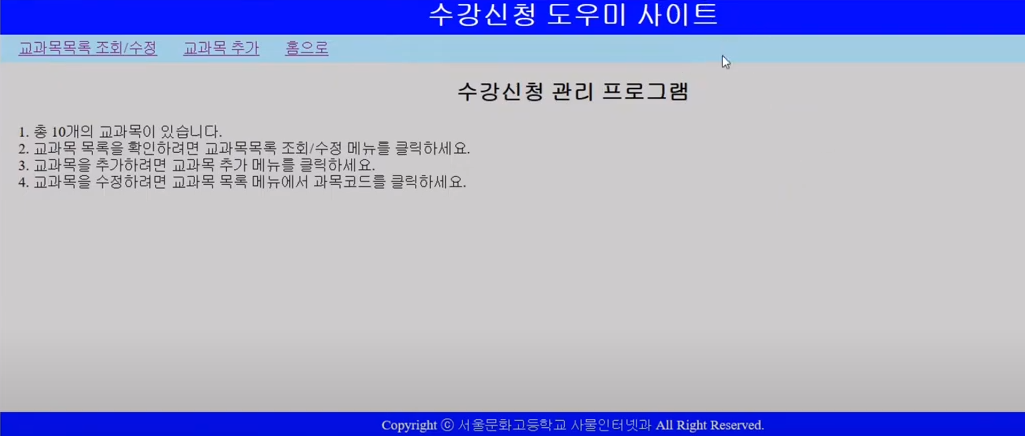 수강신청 도우미 사이트
교과목목록 조회/수정 교과목 추가 홈으로
수강신청 관리 프로그램
1. 총 10개의 교과목이 있습니다.
2. 교과목 목록을 확인하려면 교과목목록 조회/수정 메뉴를 클릭하세요.
3. 교과목을 추가하려면 교과목 추가 메뉴를 클릭하세요.
4. 교과목을 수정하려면 교과목 목록 메뉴에서 과목코드를 클릭하세요.
Copyright ⓒ 서울문화고등학교 사물인터넷과 All Right Reserved.